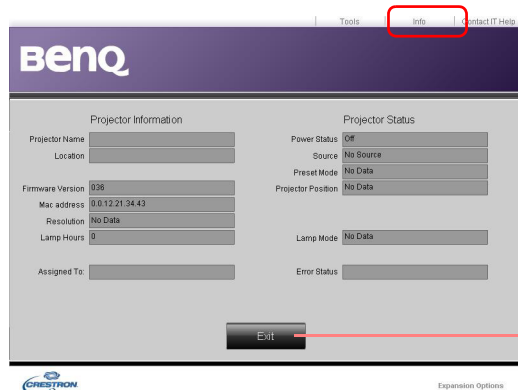 Tools Info Contact IT Help
BenQ
Projector Information
Projector Name
Location
Firmware Version 036
Mac address 0.0.12.21.34.43
Resolution No Data
Lamp Hours 0
Assigned To:
Projector Status
Power Status Off
Source No Source
Preset Mode No Data
Projector Position No Data
Lamp Mode No Data
Error Status
Exit
CRESTRON
Expansion Options